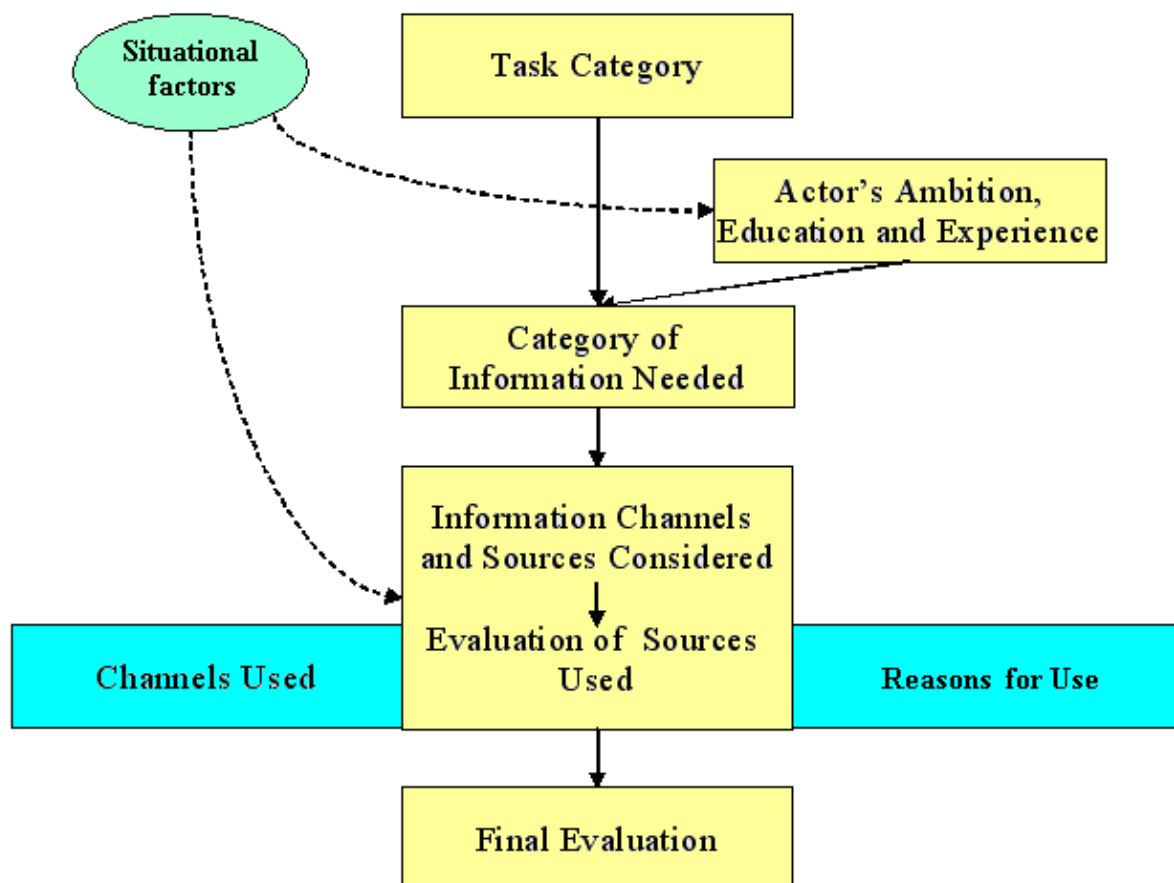 Situational
factors
Task Category
Actor’s Ambition,
Education and Experience
Category of
Information Needed
Information Channels
and Sources Considered
Evaluation of Sources
Used
Channels Used
Reasons for Use
Final Evaluation